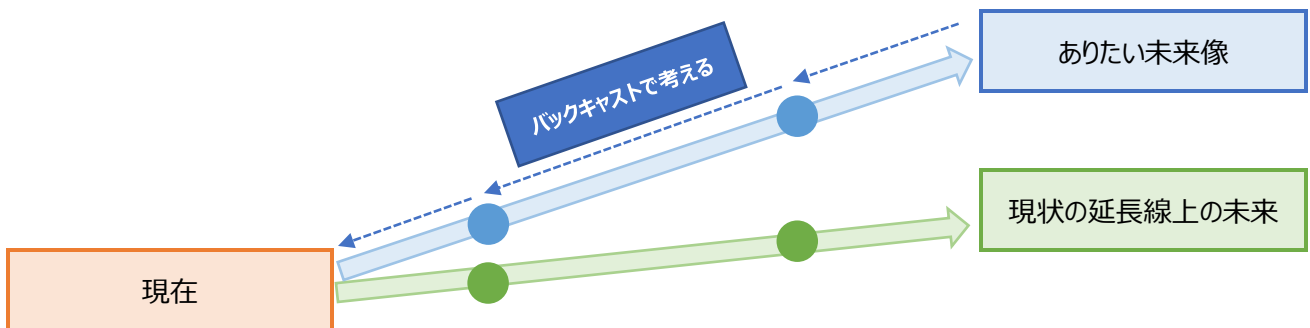 ありたい未来像
バックキャストで考える
現状の延長線上の未来
現在